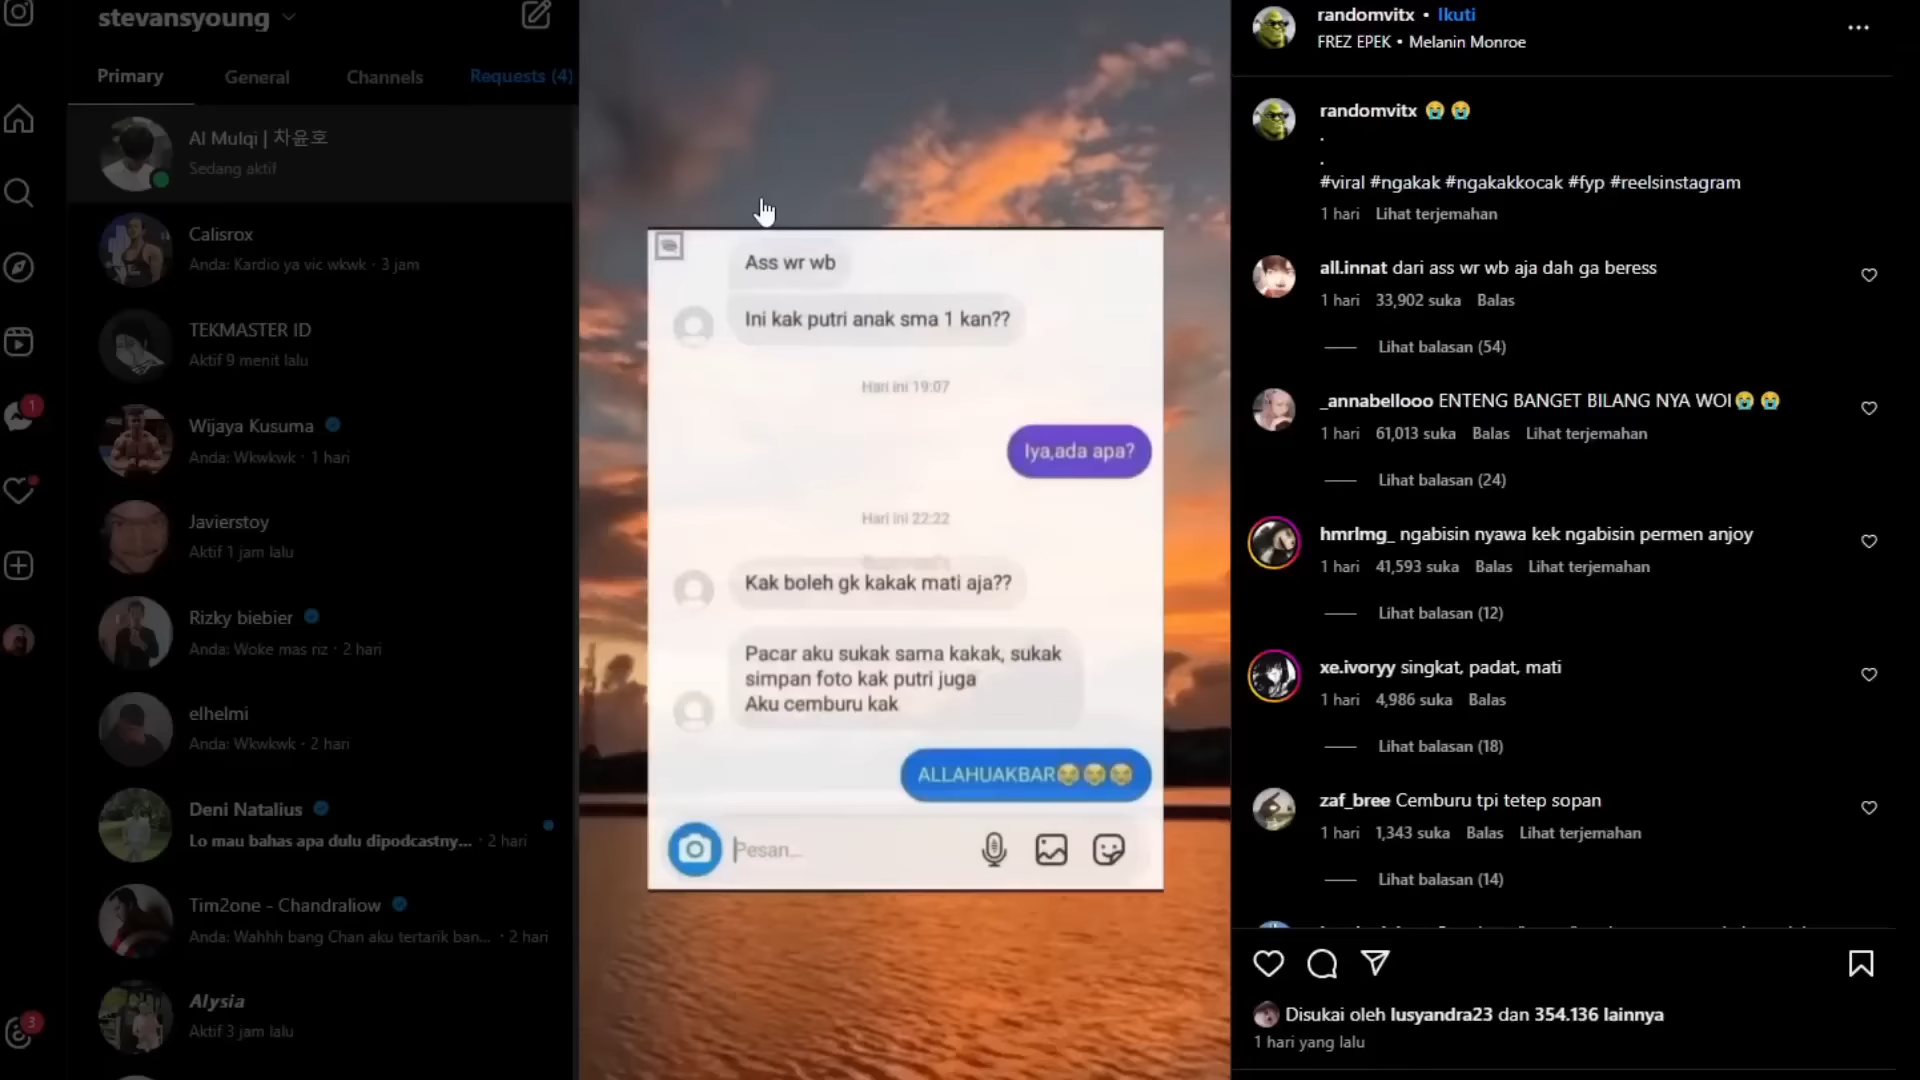 stevansyoung
Primary
General
Channels
Requests (4)
Al Mulqi | 차윤호
Sedang aktif
Calisrox
Anda: Kardio ya vic wkwk · 3 jam
TEKMASTER ID
Aktif 9 menit lalu
Wijaya Kusuma
Anda: Wkwkwk · 1 hari
Javierstoy
Aktif 1 jam lalu
Rizky biebier
Anda: Woke mas riz · 2 hari
elhelmi
Anda: Wkwkwk · 2 hari
Deni Natalius
Lo mau bahas apa dulu dipodcastny... · 2 hari
Tim2one - Chandraliow
Anda: Wahhh bang Chan aku tertarik ban... · 2 hari
Alysia
Aktif 3 jam lalu
1
3
Ass wr wb
Ini kak putri anak sma 1 kan??
Hari ini 19:07
Iya,ada apa?
Hari ini 22:22
Kak boleh gk kakak mati aja??
Pacar aku sukak sama kakak, sukak
simpan foto kak putri juga
Aku cemburu kak
ALLAHUAKBAR😭😭😭
Pesan...
randomvitx • Ikuti
FREZ EPEK • Melanin Monroe
randomvitx 😭😭
.
.
#viral #ngakak #ngakakkocak #fyp #reelsinstagram
1 hari Lihat terjemahan
all.innat dari ass wr wb aja dah ga beress
1 hari 33,902 suka Balas
Lihat balasan (54)
_annabellooo ENTENG BANGET BILANG NYA WOI😭😭
1 hari 61,013 suka Balas Lihat terjemahan
Lihat balasan (24)
hmrlmg_ ngabisin nyawa kek ngabisin permen anjoy
1 hari 41,593 suka Balas Lihat terjemahan
Lihat balasan (12)
xe.ivoryy singkat, padat, mati
1 hari 4,986 suka Balas
Lihat balasan (18)
zaf_bree Cemburu tpi tetep sopan
1 hari 1,343 suka Balas Lihat terjemahan
Lihat balasan (14)
Disukai oleh lusyandra23 dan 354.136 lainnya
1 hari yang lalu